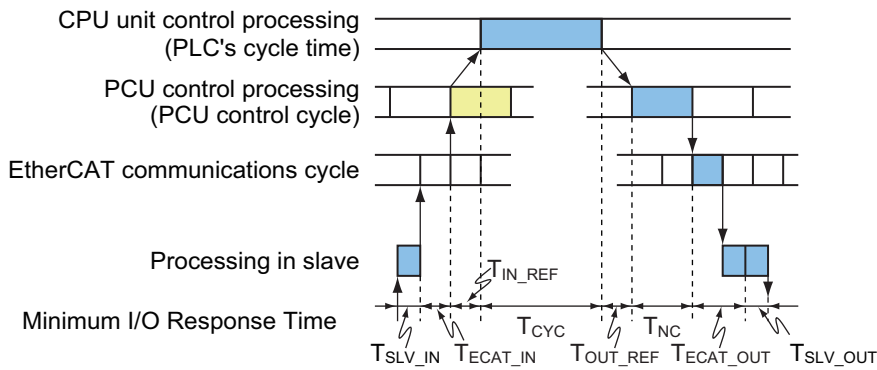 CPU unit control processing
(PLC's cycle time)
PCU control processing
(PCU control cycle)
EtherCAT communications cycle
Processing in slave
TIN_REF
Minimum I/O Response Time
TCYC
TNC
TSLV_IN
TECAT_IN
TOUT_REF
TECAT_OUT
TSLV_OUT